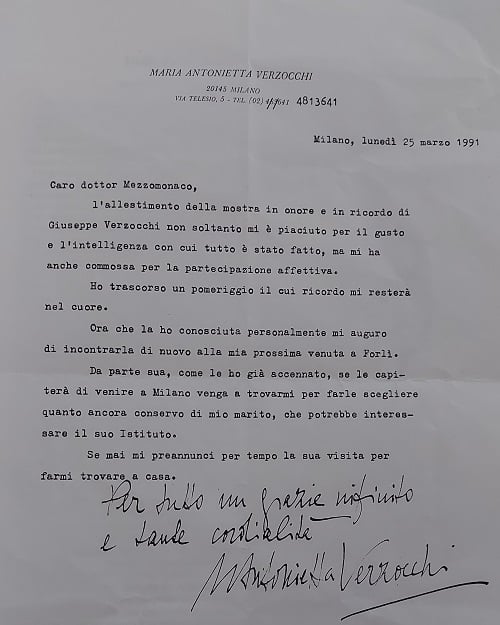 MARIA ANTONIETTA VERZOCCHI
20145 MILANO
VIA TELESIO, 5 - TEL. (02) 4813641
Milano, lunedì 25 marzo 1991
Caro dottor Mezzomonaco,
l'allestimento della mostra in onore e in ricordo di
Giuseppe Verzocchi non soltanto mi è piaciuto per il gusto
e l'intelligenza con cui tutto è stato fatto, ma mi ha
anche commossa per la partecipazione affettiva.
Ho trascorso un pomeriggio il cui ricordo mi resterà
nel cuore.
Ora che la ho conosciuta personalmente mi auguro
di incontrarla di nuovo alla mia prossima venuta a Forlì.
Da parte sua, come le ho già accennato, se le capi-
terà di venire a Milano venga a trovarmi per farle scegliere
quanto ancora conservo di mio marito, che potrebbe interes-
sare il suo Istituto.
Se mai mi preannunci per tempo la sua visita per
farmi trovare a casa.
Per tutto un grazie infinito
e tante cordialità
MAntonietta Verzocchi